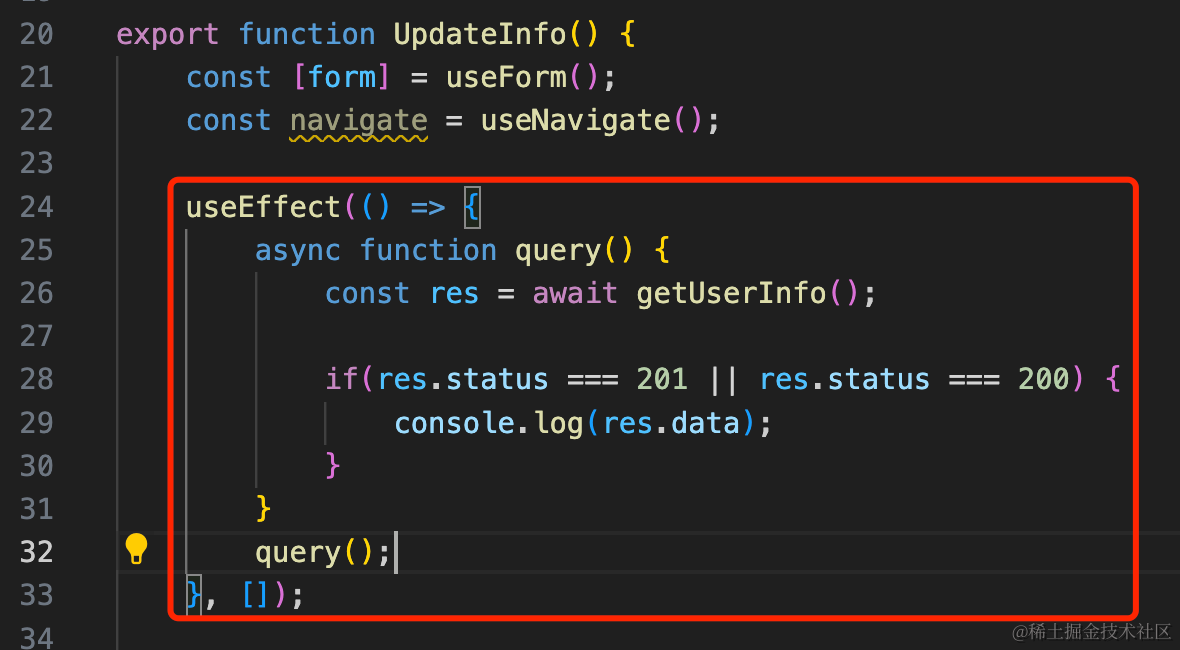 20 export function UpdateInfo() {
21 const [form] = useForm();
22 const navigate = useNavigate();
23
24 useEffect(() => {
25 async function query() {
26 const res = await getUserInfo();
27
28 if(res.status === 201 || res.status === 200) {
29 console.log(res.data);
30 }
31 }
32 query();
33 }, []);
34
@稀土掘金技术社区